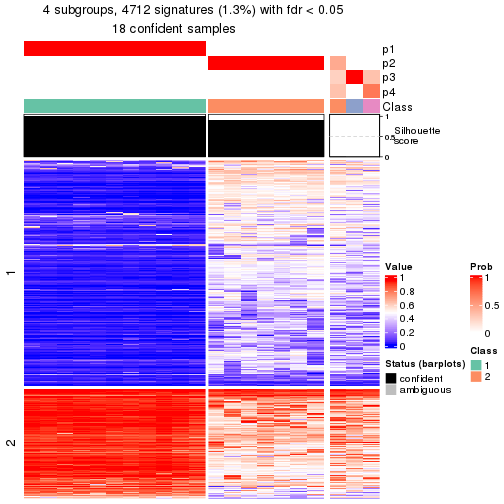 4 subgroups, 4712 signatures (1.3%) with fdr < 0.05
18 confident samples
p1
p2
p3
p4
Class
1
0.5
0
Silhouette
score
1
2
Value
1
0.8
0.6
0.4
0.2
0
Prob
1
0.5
0
Status (barplots)
confident
ambiguous
Class
1
2